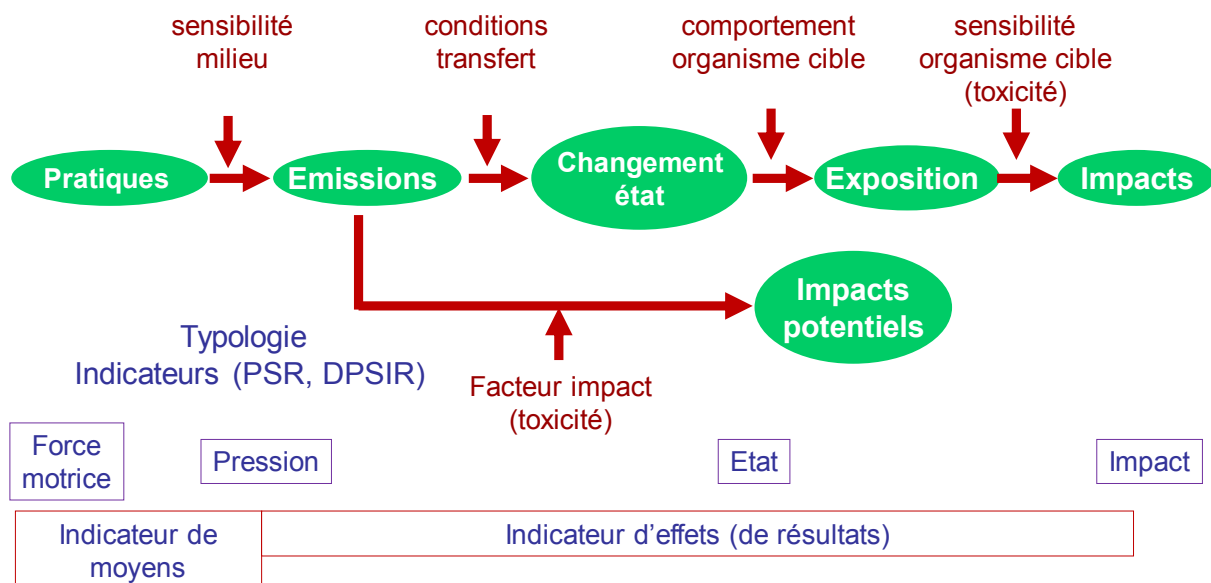 sensibilité
milieu
conditions
transfert
comportement
organisme cible
sensibilité
organisme cible
(toxicité)
Pratiques
Emissions
Changement
état
Exposition
Impacts
Impacts
potentiels
Typologie
Indicateurs (PSR, DPSIR)
Facteur impact
(toxicité)
Force
motrice
Pression
Etat
Impact
Indicateur de
moyens
Indicateur d’effets (de résultats)